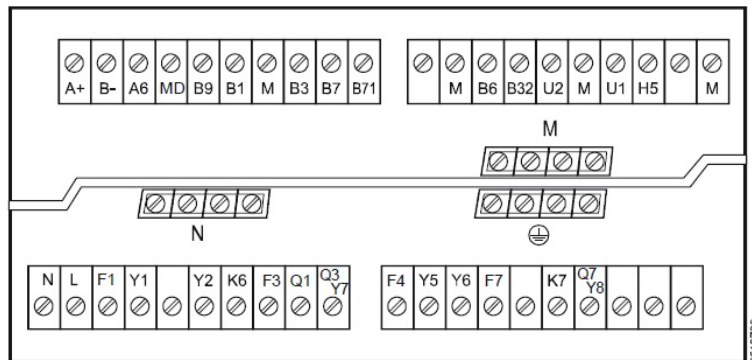 A+ B- A6 MD B9 B1 M B3 B7 B71 M B6 B32 U2 M U1 H5 M
M
N
N L F1 Y1 Y2 K6 F3 Q1 Q3 Y7 F4 Y5 Y6 F7 K7 Q7 Y8